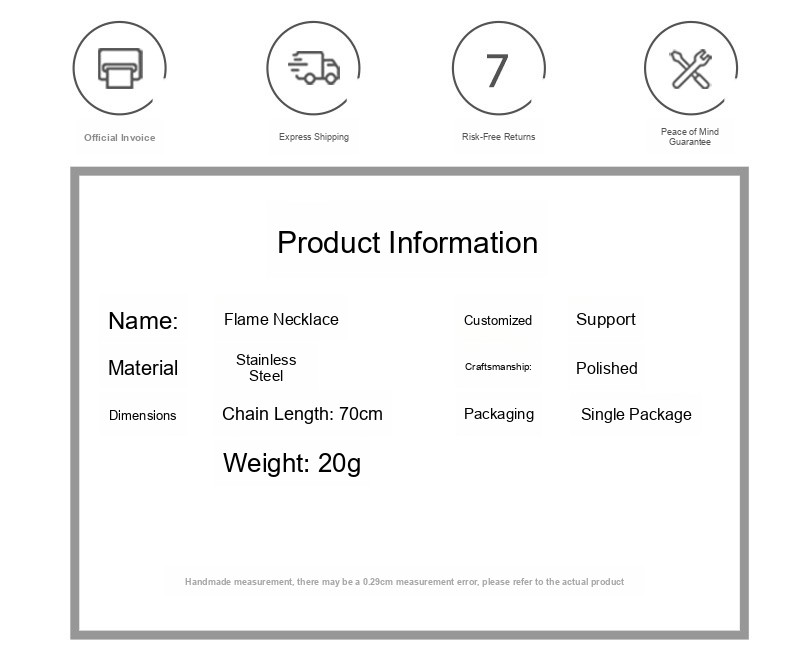 7
Official Invoice
Express Shipping
Risk-Free Returns
Peace of Mind
Guarantee
Product Information
Name: Flame Necklace Customized Support
Material Stainless Steel Craftsmanship: Polished
Dimensions Chain Length: 70cm Packaging Single Package
Weight: 20g
Handmade measurement, there may be a 0.29cm measurement error, please refer to the actual product